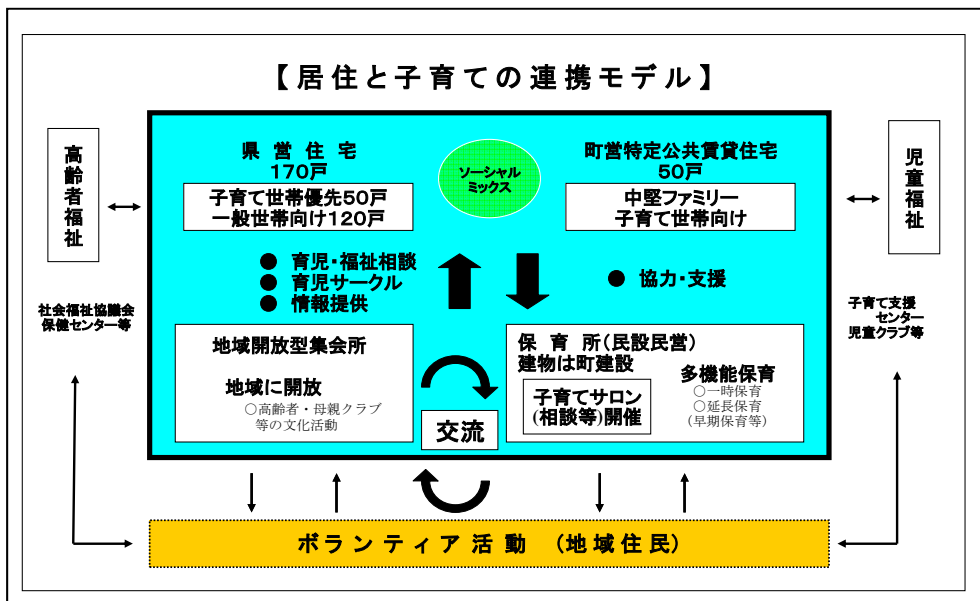 【居住と子育ての連携モデル】
高齢者福祉
県営住宅
170戸
子育て世帯優先50戸
一般世帯向け120戸
ソーシャル
ミックス
町営特定公共賃貸住宅
50戸
中堅ファミリー
子育て世帯向け
児童福祉
● 育児・福祉相談
● 育児サークル
● 情報提供
● 協力・支援
社会福祉協議会
保健センター等
子育て支援
センター
児童クラブ等
地域開放型集会所
地域に開放
○高齢者・母親クラブ
等の文化活動
交流
保育所(民設民営)
建物は町建設
子育てサロン
(相談等)開催
多機能保育
○一時保育
○延長保育
(早期保育等)
ボランティア活動 (地域住民)